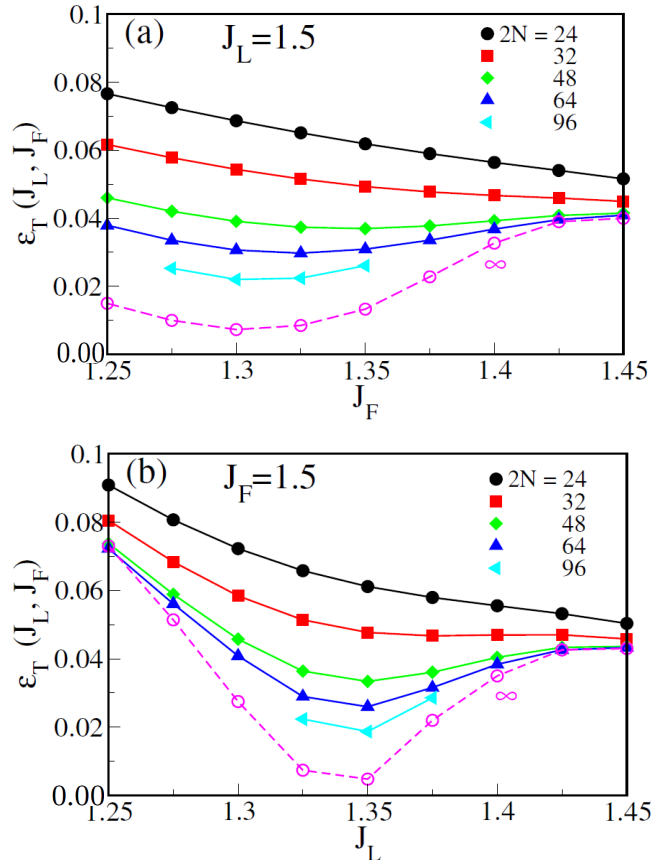 (a) J_L=1.5
2N = 24
32
48
64
96
∞
ε_T (J_L, J_F)
0.1
0.08
0.06
0.04
0.02
0.00
1.25 1.3 1.35 1.4 1.45
J_F
(b) J_F=1.5
2N = 24
32
48
64
96
∞
ε_T (J_L, J_F)
0.1
0.08
0.06
0.04
0.02
0.00
1.25 1.3 1.35 1.4 1.45
J_L